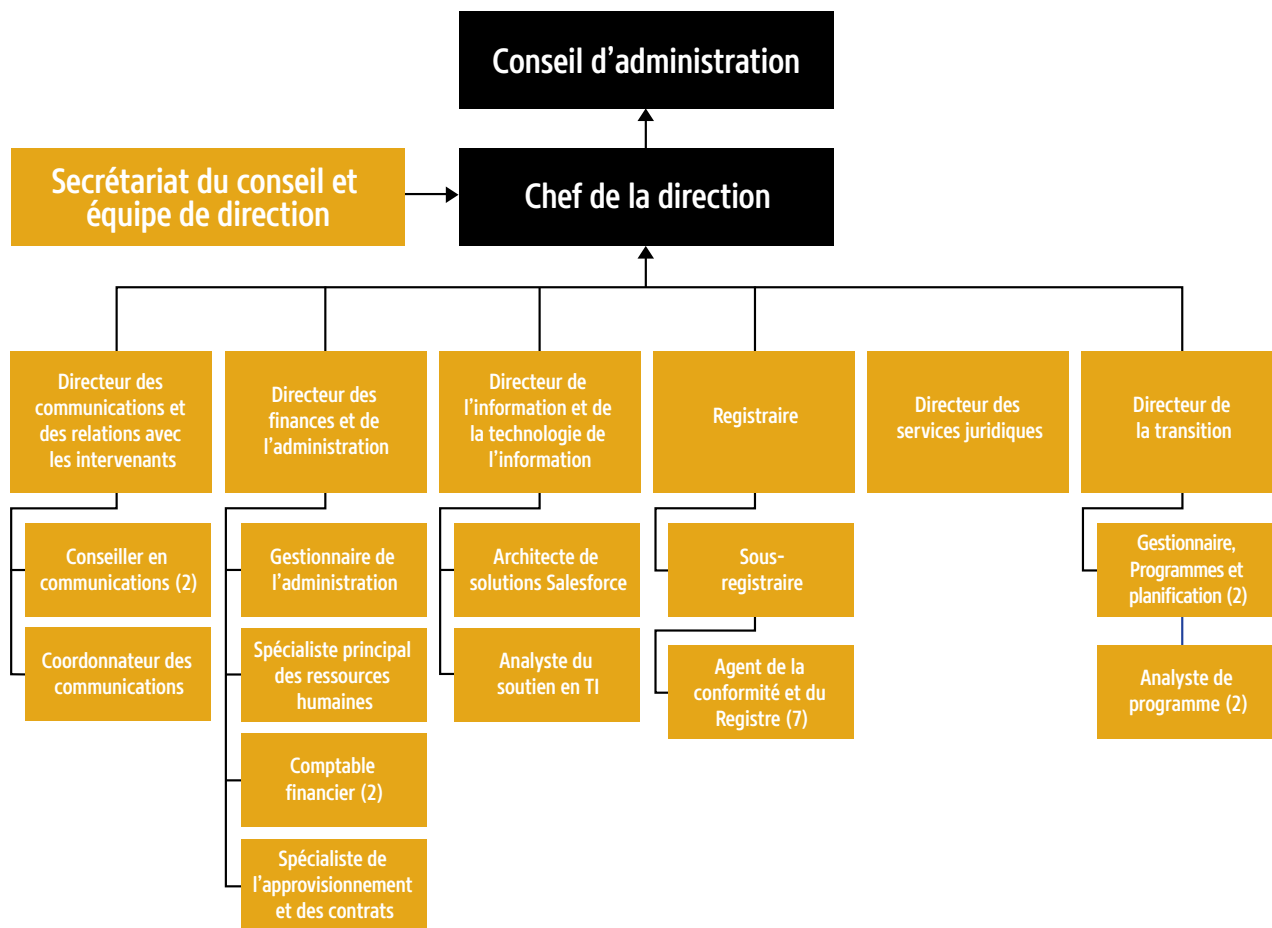 Conseil d’administration
Secrétariat du conseil et
équipe de direction
Chef de la direction
Directeur des
communications et
des relations avec
les intervenants
Directeur des
finances et de
l’administration
Directeur de
l’information et de
la technologie de
l’information
Registraire
Directeur des
services juridiques
Directeur de
la transition
Conseiller en
communications (2)
Coordonnateur des
communications
Gestionnaire de
l’administration
Spécialiste principal
des ressources
humaines
Comptable
financier (2)
Spécialiste de
l’approvisionnement
et des contrats
Architecte de
solutions Salesforce
Analyste du
soutien en TI
Sous-
registraire
Agent de la
conformité et du
Registre (7)
Gestionnaire,
Programmes et
planification (2)
Analyste de
programme (2)